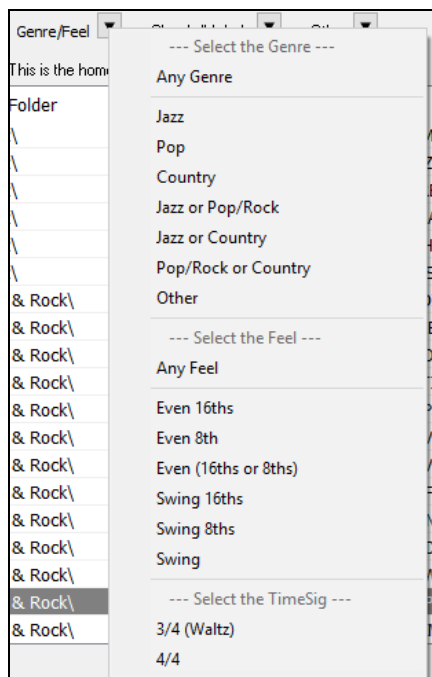 Genre/Feel
--- Select the Genre ---
This is the home
Any Genre
Folder
Jazz
\
Pop
\
Country
\
Jazz or Pop/Rock
\
Jazz or Country
\
Pop/Rock or Country
\
Other
& Rock\
& Rock\
--- Select the Feel ---
& Rock\
Any Feel
& Rock\
Even 16ths
& Rock\
Even 8th
& Rock\
Even (16ths or 8ths)
& Rock\
Swing 16ths
& Rock\
Swing 8ths
& Rock\
Swing
& Rock\
& Rock\
--- Select the TimeSig ---
& Rock\
3/4 (Waltz)
& Rock\
4/4